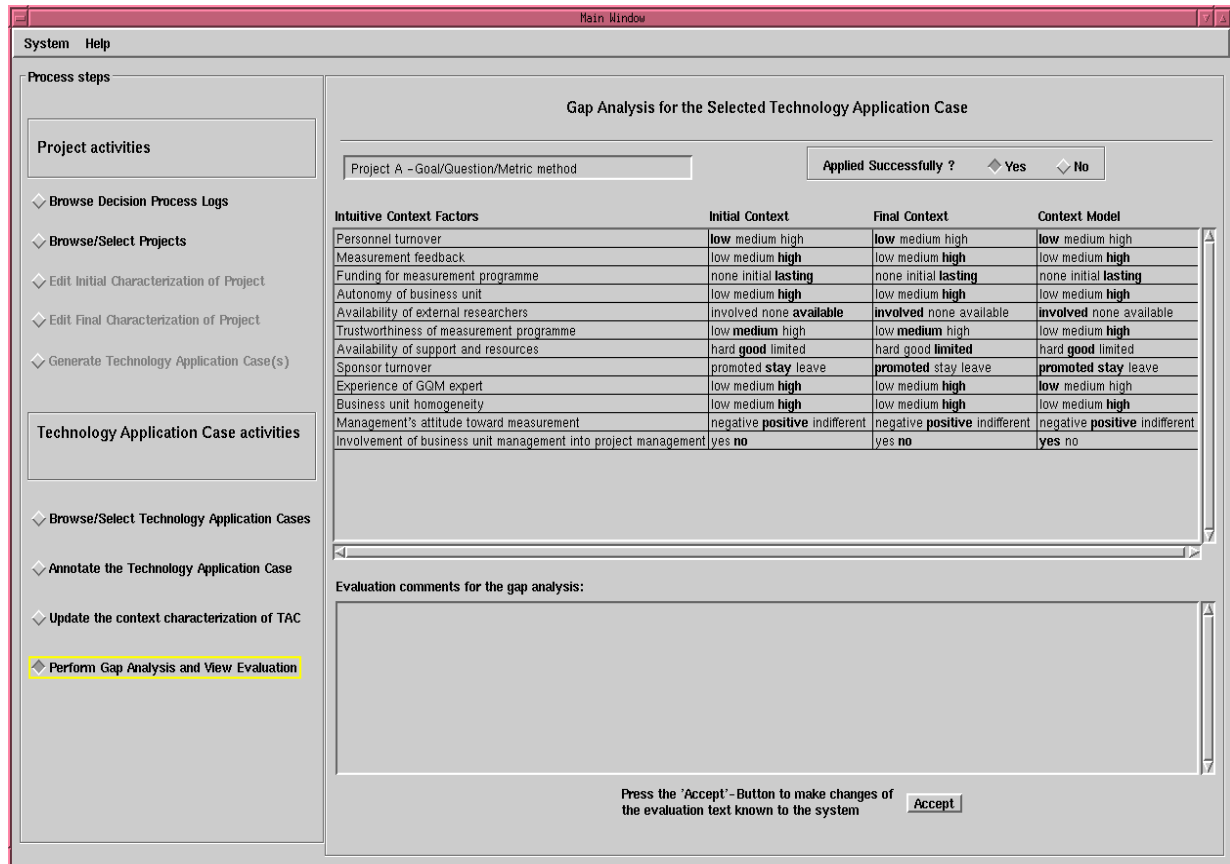 Main Window
System Help
Process steps
Project activities
Browse Decision Process Logs
Browse/Select Projects
Edit Initial Characterization of Project
Edit Final Characterization of Project
Generate Technology Application Case(s)
Technology Application Case activities
Browse/Select Technology Application Cases
Annotate the Technology Application Case
Update the context characterization of TAC
Perform Gap Analysis and View Evaluation
Gap Analysis for the Selected Technology Application Case
Project A -Goal/Question/Metric method
Applied Successfully ? Yes No
Intuitive Context Factors Initial Context Final Context Context Model
Personnel turnover low medium high low medium high low medium high
Measurement feedback low medium high low medium high low medium high
Funding for measurement programme none initial lasting none initial lasting none initial lasting
Autonomy of business unit low medium high low medium high low medium high
Availability of external researchers involved none available involved none available involved none available
Trustworthiness of measurement programme low medium high low medium high low medium high
Availability of support and resources hard good limited hard good limited hard good limited
Sponsor turnover promoted stay leave promoted stay leave promoted stay leave
Experience of GQM expert low medium high low medium high low medium high
Business unit homogeneity low medium high low medium high low medium high
Management's attitude toward measurement negative positive indifferent negative positive indifferent negative positive indifferent
Involvement of business unit management into project management yes no yes no yes no
Evaluation comments for the gap analysis:
Press the 'Accept'-Button to make changes of
the evaluation text known to the system
Accept